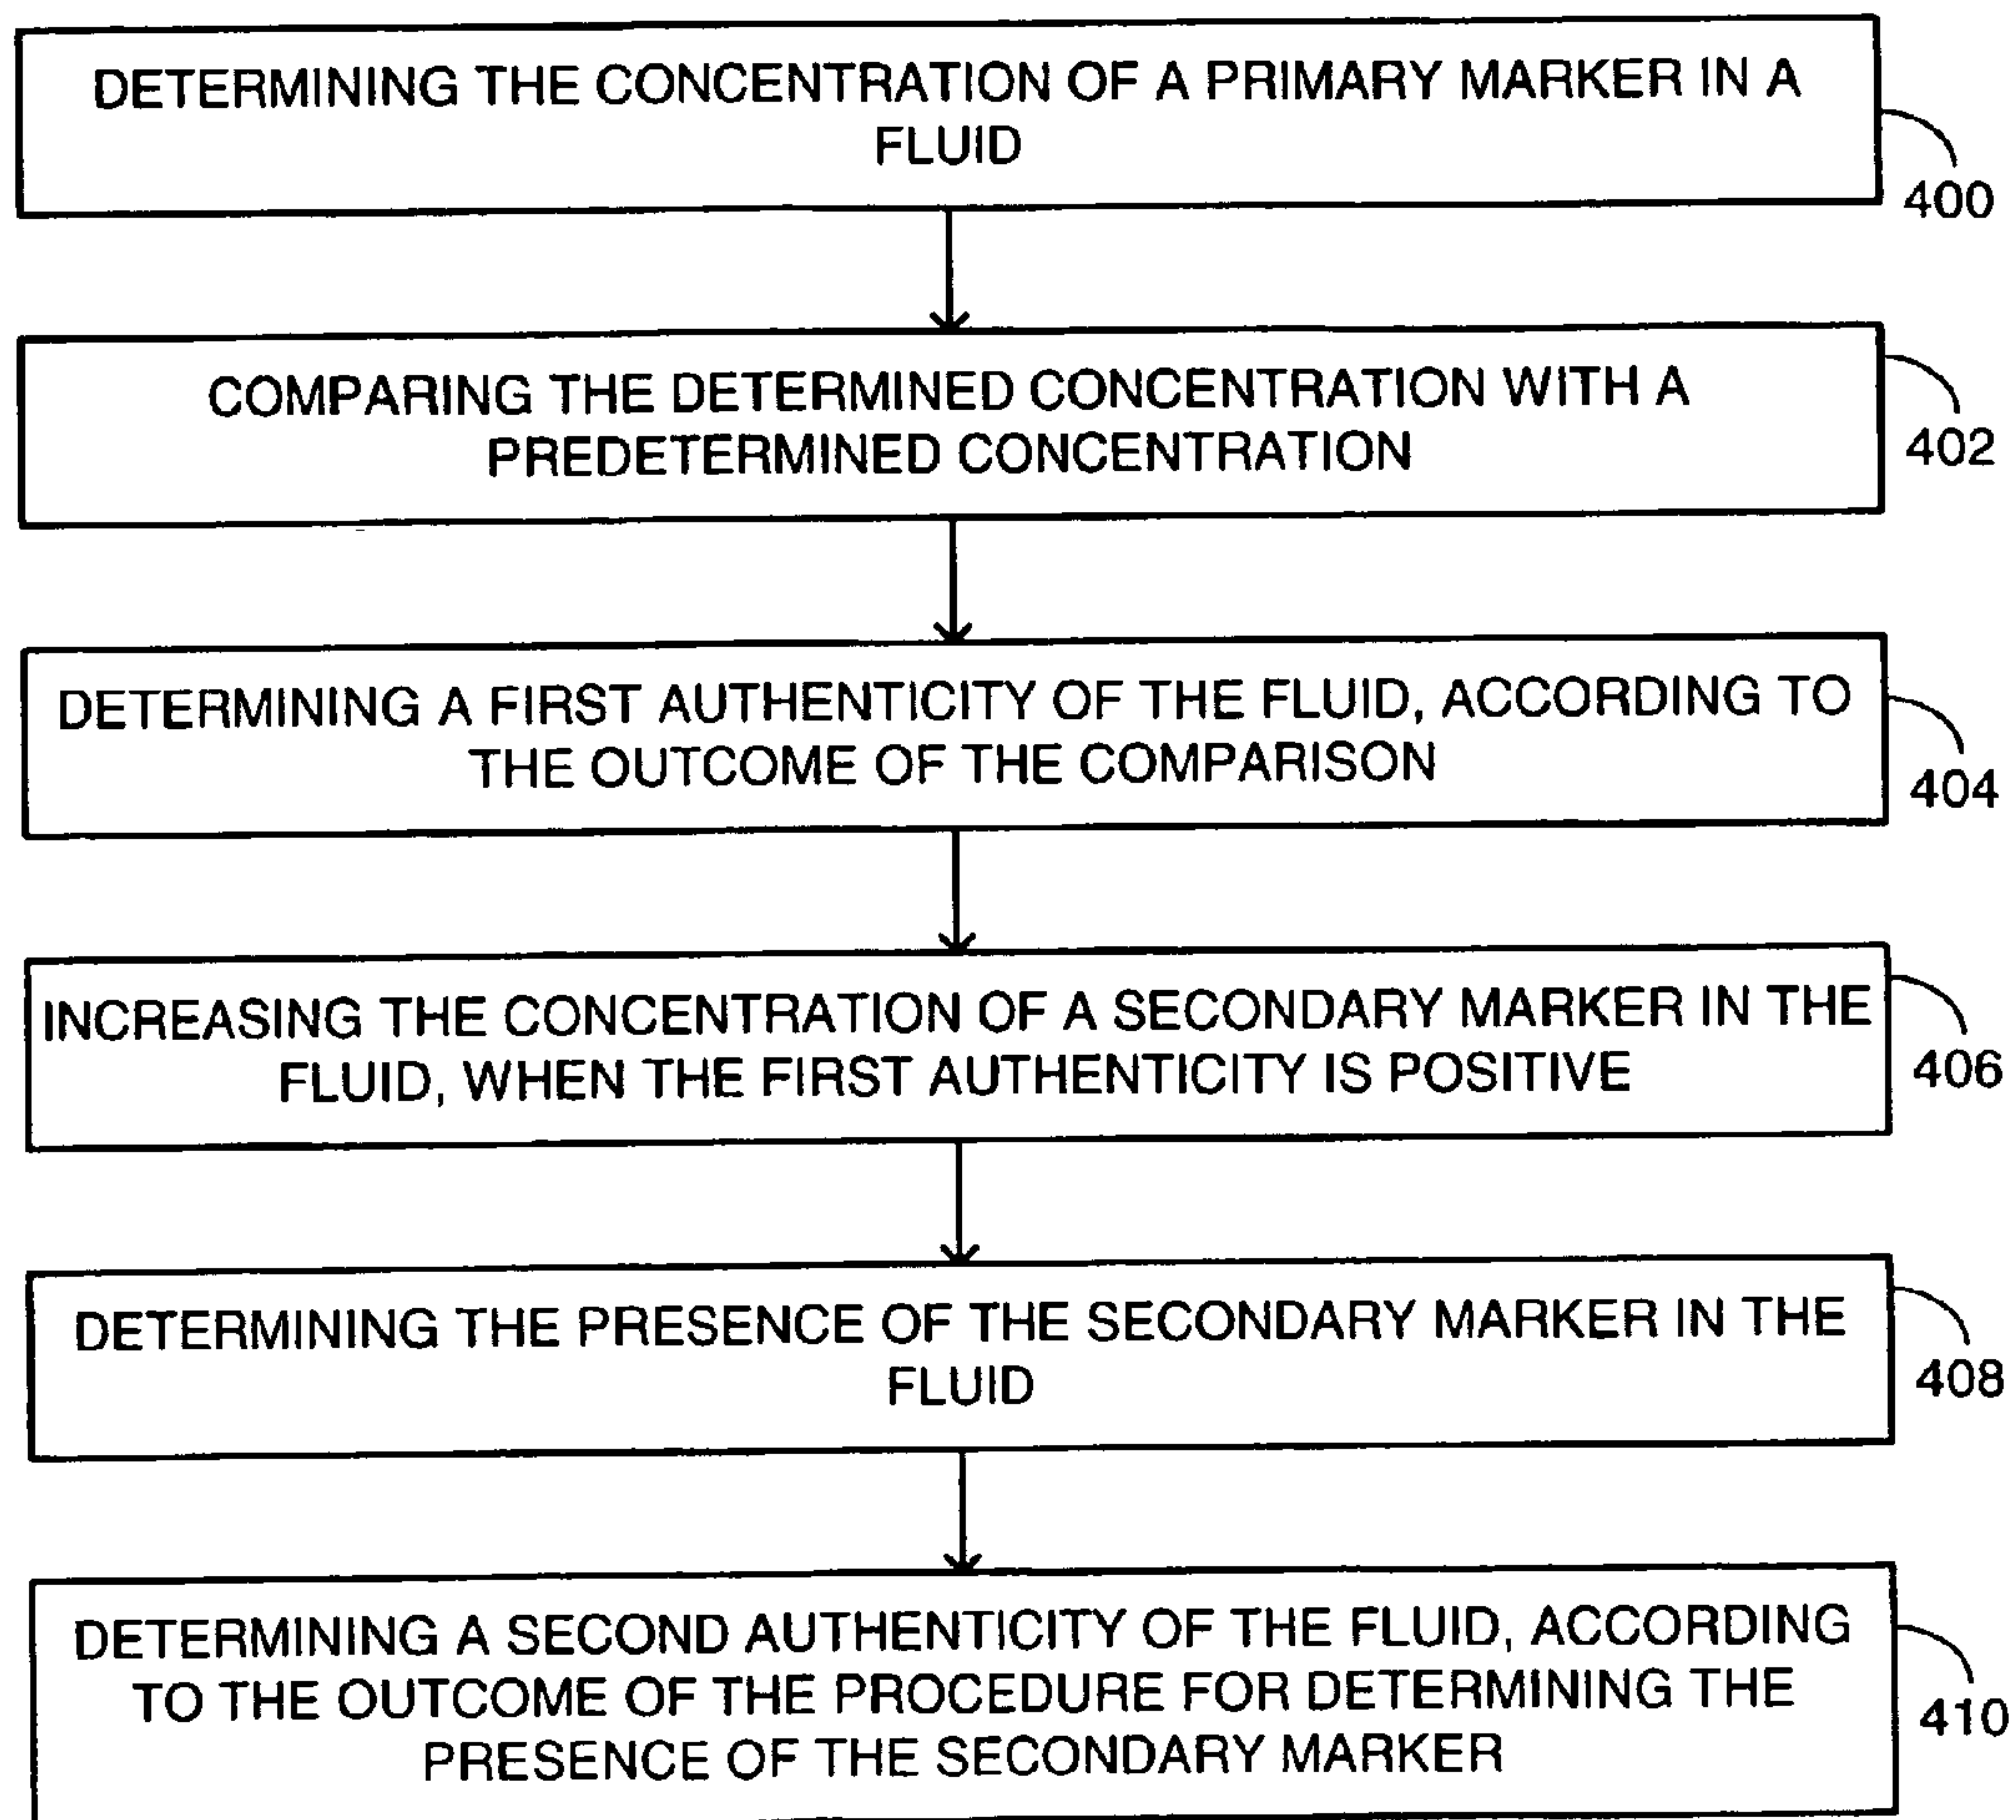 DETERMINING THE CONCENTRATION OF A PRIMARY MARKER IN A
FLUID
400
COMPARING THE DETERMINED CONCENTRATION WITH A
PREDETERMINED CONCENTRATION
402
DETERMINING A FIRST AUTHENTICITY OF THE FLUID, ACCORDING TO
THE OUTCOME OF THE COMPARISON
404
INCREASING THE CONCENTRATION OF A SECONDARY MARKER IN THE
FLUID, WHEN THE FIRST AUTHENTICITY IS POSITIVE
406
DETERMINING THE PRESENCE OF THE SECONDARY MARKER IN THE
FLUID
408
DETERMINING A SECOND AUTHENTICITY OF THE FLUID, ACCORDING
TO THE OUTCOME OF THE PROCEDURE FOR DETERMINING THE
PRESENCE OF THE SECONDARY MARKER
410